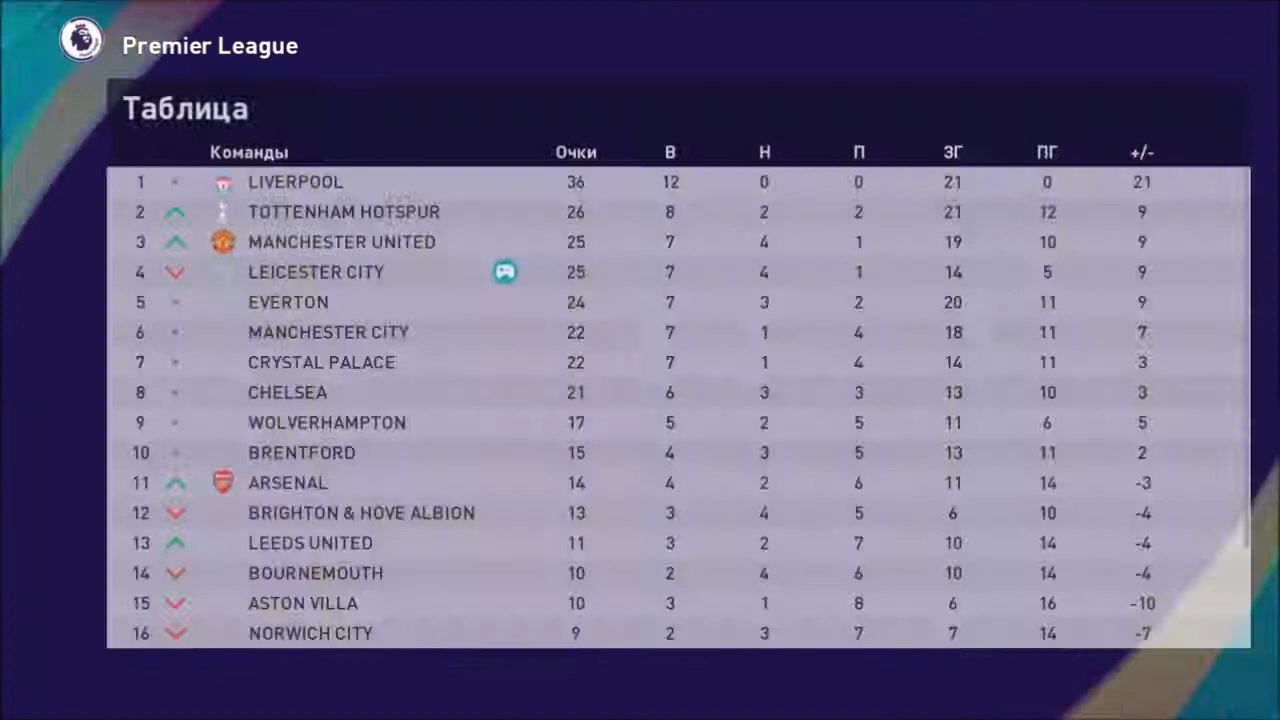 Premier League
Таблица
Команды Очки В Н П ЗГ ПГ +/-
1 - LIVERPOOL 36 12 0 0 21 0 21
2 TOTTENHAM HOTSPUR 26 8 2 2 21 12 9
3 MANCHESTER UNITED 25 7 4 1 19 10 9
4 LEICESTER CITY 25 7 4 1 14 5 9
5 - EVERTON 24 7 3 2 20 11 9
6 - MANCHESTER CITY 22 7 1 4 18 11 7
7 - CRYSTAL PALACE 22 7 1 4 14 11 3
8 - CHELSEA 21 6 3 3 13 10 3
9 - WOLVERHAMPTON 17 5 2 5 11 6 5
10 - BRENTFORD 15 4 3 5 13 11 2
11 ARSENAL 14 4 2 6 11 14 -3
12 BRIGHTON & HOVE ALBION 13 3 4 5 6 10 -4
13 LEEDS UNITED 11 3 2 7 10 14 -4
14 BOURNEMOUTH 10 2 4 6 10 14 -4
15 ASTON VILLA 10 3 1 8 6 16 -10
16 NORWICH CITY 9 2 3 7 7 14 -7